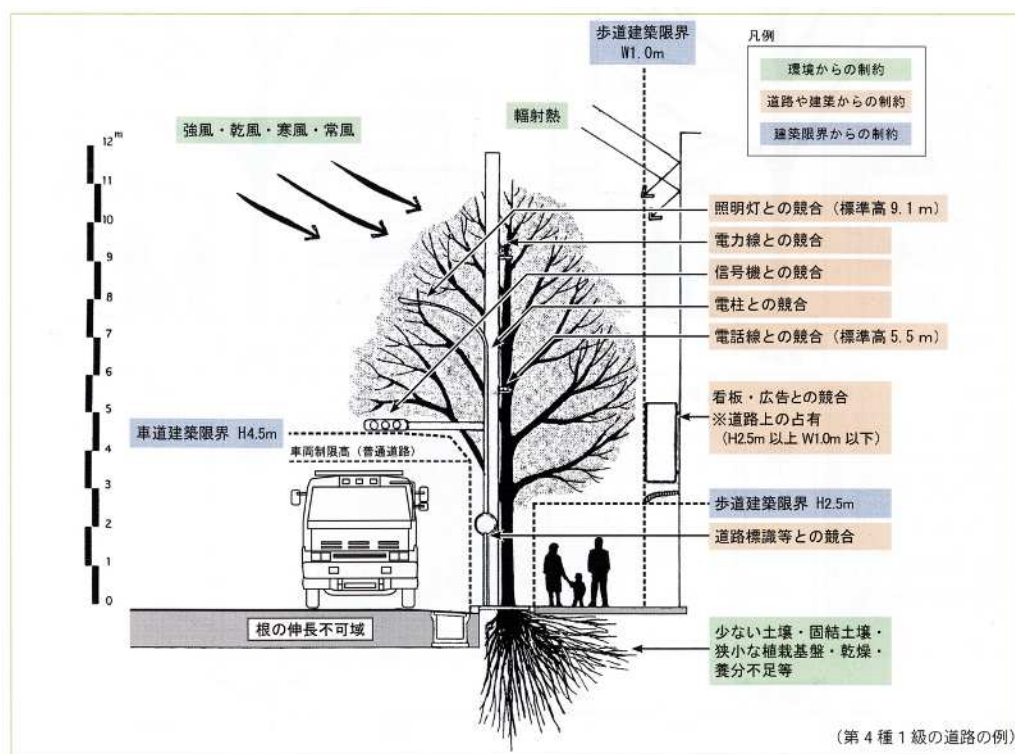 歩道建築限界
W1.0m
凡例
環境からの制約
道路や建築からの制約
建築限界からの制約
強風・乾風・寒風・常風
輻射熱
12 m
11
10
9
8
7
6
5
4
3
2
1
0
照明灯との競合（標準高 9.1 m）
電力線との競合
信号機との競合
電柱との競合
電話線との競合（標準高 5.5 m）
看板・広告との競合
※道路上の占有
（H2.5m 以上 W1.0m 以下）
車道建築限界 H4.5m
車両制限高（普通道路）
歩道建築限界 H2.5m
道路標識等との競合
根の伸長不可域
少ない土壌・固結土壌・
狭小な植栽基盤・乾燥・
養分不足等
（第 4 種 1 級の道路の例）